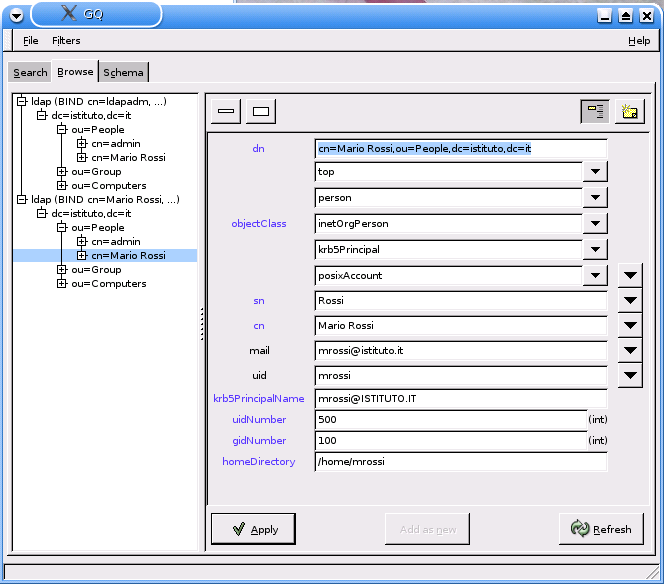 GQ
File Filters Help
Search Browse Schema
ldap (BIND cn=ldapadm, ...)
dc=istituto,dc=it
ou=People
cn=admin
cn=Mario Rossi
ou=Group
ou=Computers
ldap (BIND cn=Mario Rossi, ...)
dc=istituto,dc=it
ou=People
cn=admin
cn=Mario Rossi
ou=Group
ou=Computers
dn cn=Mario Rossi,ou=People,dc=istituto,dc=it
top
person
objectClass inetOrgPerson
krb5Principal
posixAccount
sn Rossi
cn Mario Rossi
mail mrossi@istituto.it
uid mrossi
krb5PrincipalName mrossi@ISTITUTO.IT
uidNumber 500 (int)
gidNumber 100 (int)
homeDirectory /home/mrossi
Apply Add as new Refresh